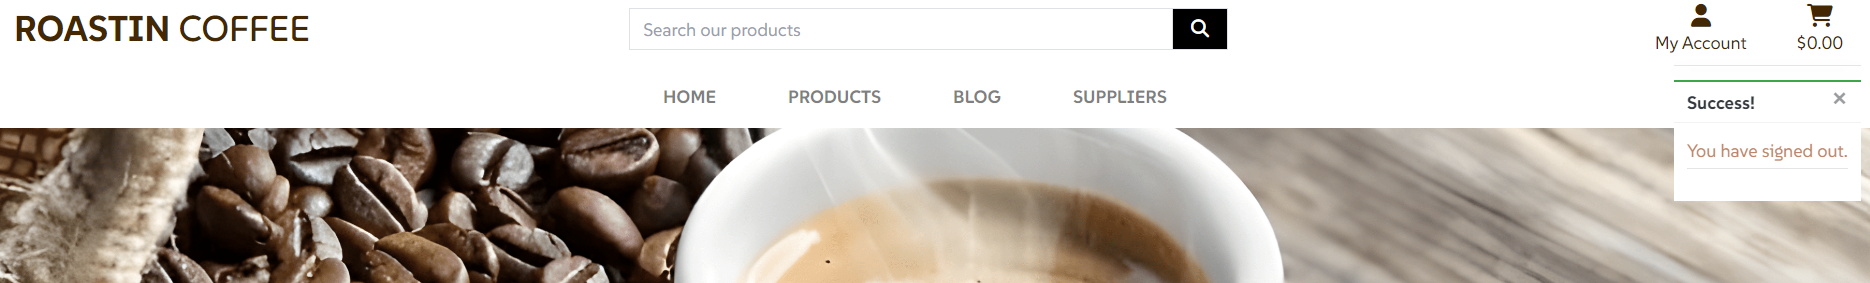 ROASTIN COFFEE
Search our products
My Account
$0.00
HOME
PRODUCTS
BLOG
SUPPLIERS
Success!
×
You have signed out.